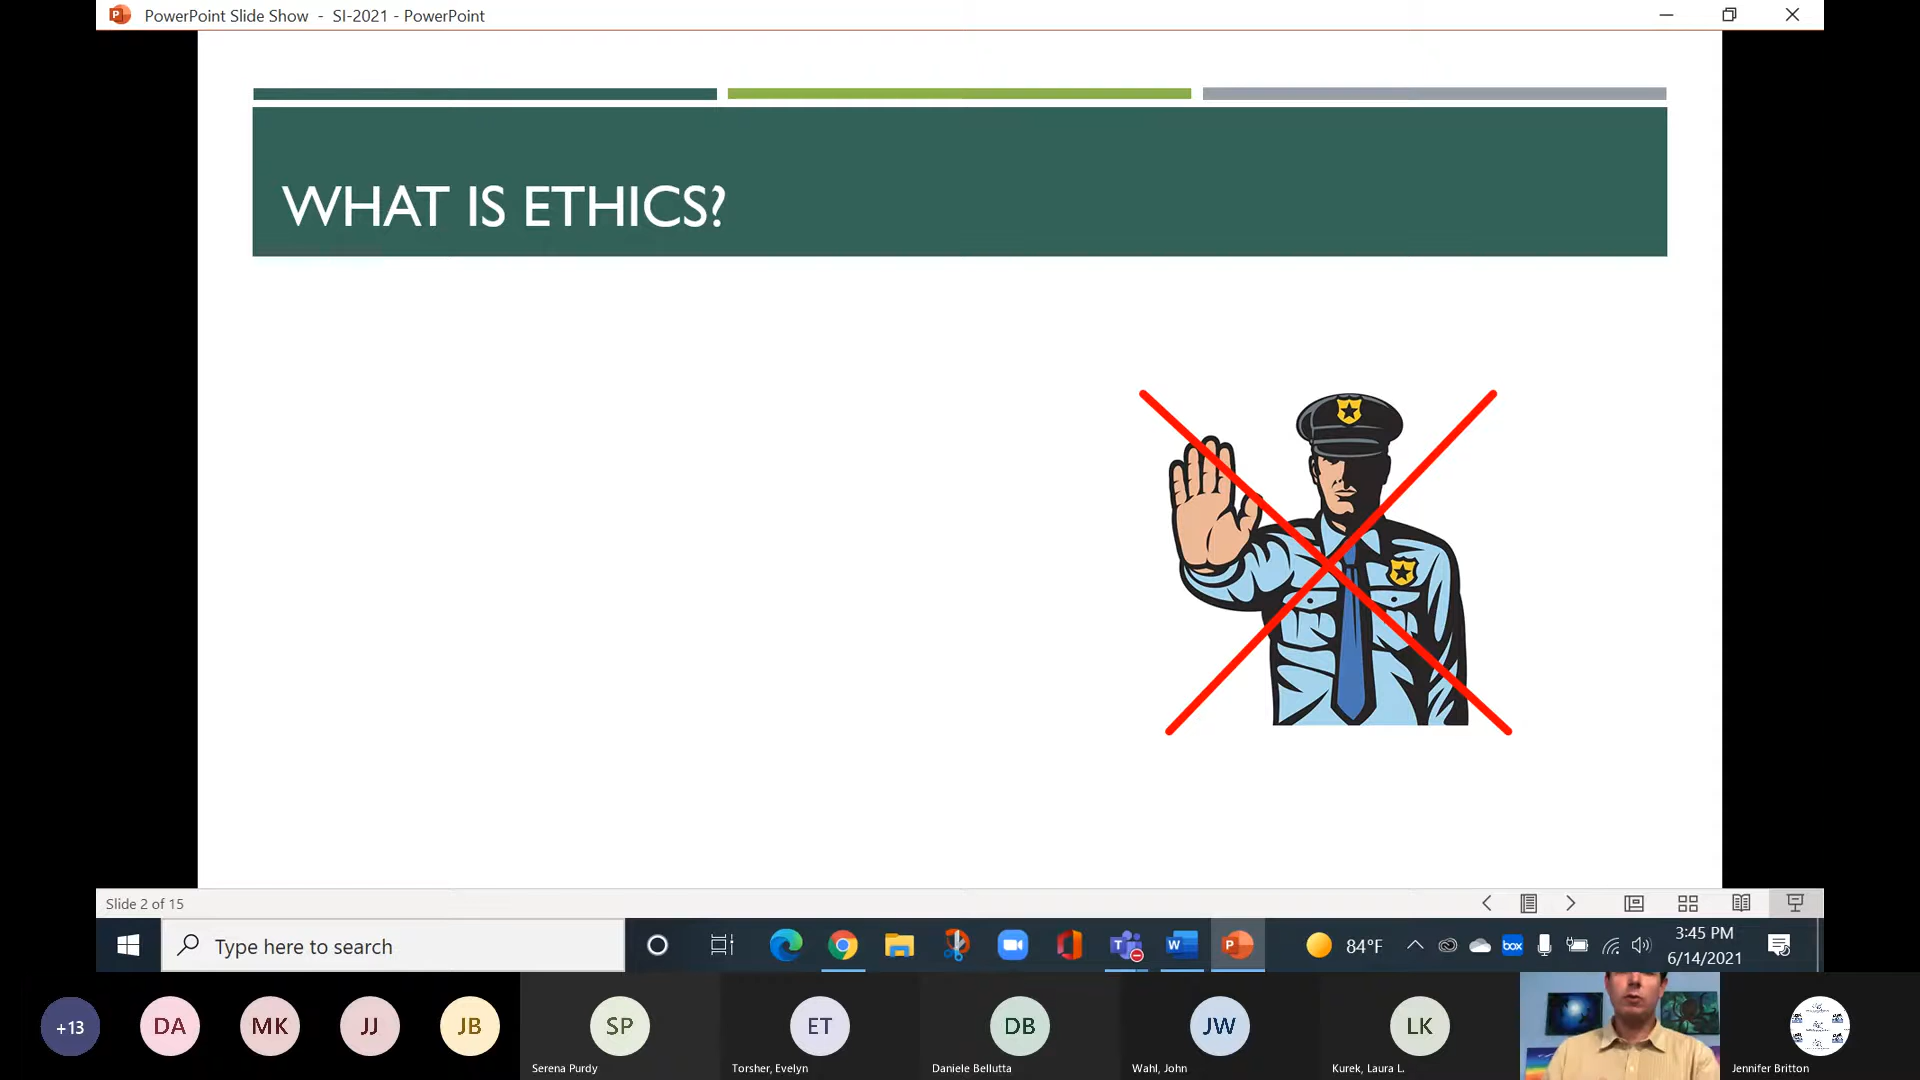 PowerPoint Slide Show - SI-2021 - PowerPoint
WHAT IS ETHICS?
Slide 2 of 15
Type here to search
box
W
P
84°F
3:45 PM
6/14/2021
+13
DA
MK
JJ
JB
SP
ET
DB
JW
LK
Serena Purdy
Torsher, Evelyn
Daniele Bellutta
Wahl, John
Kurek, Laura L.
Jennifer Britton